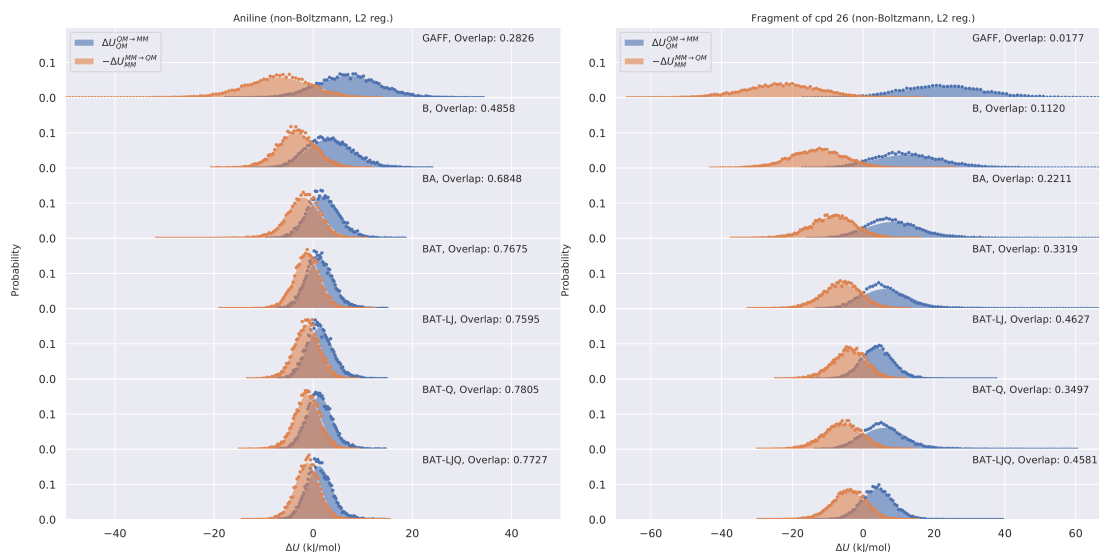 Aniline (non-Boltzmann, L2 reg.)
ΔU_{QM}^{QM→MM}
−ΔU_{MM}^{MM→QM}
GAFF, Overlap: 0.2826
0.1
0.0
B, Overlap: 0.4858
0.1
0.0
BA, Overlap: 0.6848
0.1
0.0
BAT, Overlap: 0.7675
0.1
0.0
BAT-LJ, Overlap: 0.7595
0.1
0.0
BAT-Q, Overlap: 0.7805
0.1
0.0
BAT-LJQ, Overlap: 0.7727
0.1
0.0
Probability
−40 −20 0 20 40
ΔU (kJ/mol)
Fragment of cpd 26 (non-Boltzmann, L2 reg.)
ΔU_{QM}^{QM→MM}
−ΔU_{MM}^{MM→QM}
GAFF, Overlap: 0.0177
0.1
0.0
B, Overlap: 0.1120
0.1
0.0
BA, Overlap: 0.2211
0.1
0.0
BAT, Overlap: 0.3319
0.1
0.0
BAT-LJ, Overlap: 0.4627
0.1
0.0
BAT-Q, Overlap: 0.3497
0.1
0.0
BAT-LJQ, Overlap: 0.4581
0.1
0.0
Probability
−60 −40 −20 0 20 40 60
ΔU (kJ/mol)